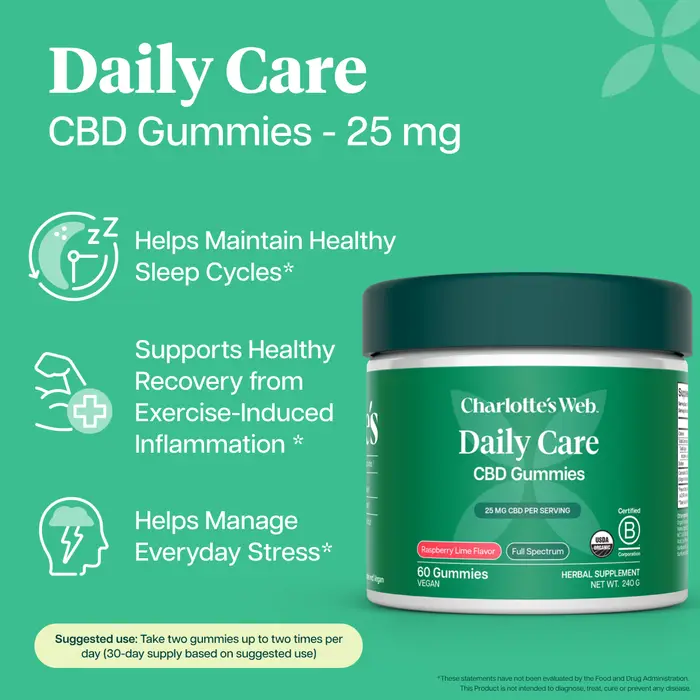 Daily Care
CBD Gummies - 25 mg
Z Z
Helps Maintain Healthy
Sleep Cycles*
Supports Healthy
Recovery from
Exercise-Induced
Inflammation *
Helps Manage
Everyday Stress*
Charlotte's Web.
Daily Care
CBD Gummies
25 MG CBD PER SERVING
Raspberry Lime Flavor
Full Spectrum
USDA
ORGANIC
Certified
B
Corporation
60 Gummies
VEGAN
HERBAL SUPPLEMENT
NET WT. 240 G
Suggested use: Take two gummies up to two times per
day (30-day supply based on suggested use)
*These statements have not been evaluated by the Food and Drug Administration.
This Product is not intended to diagnose, treat, cure or prevent any disease.